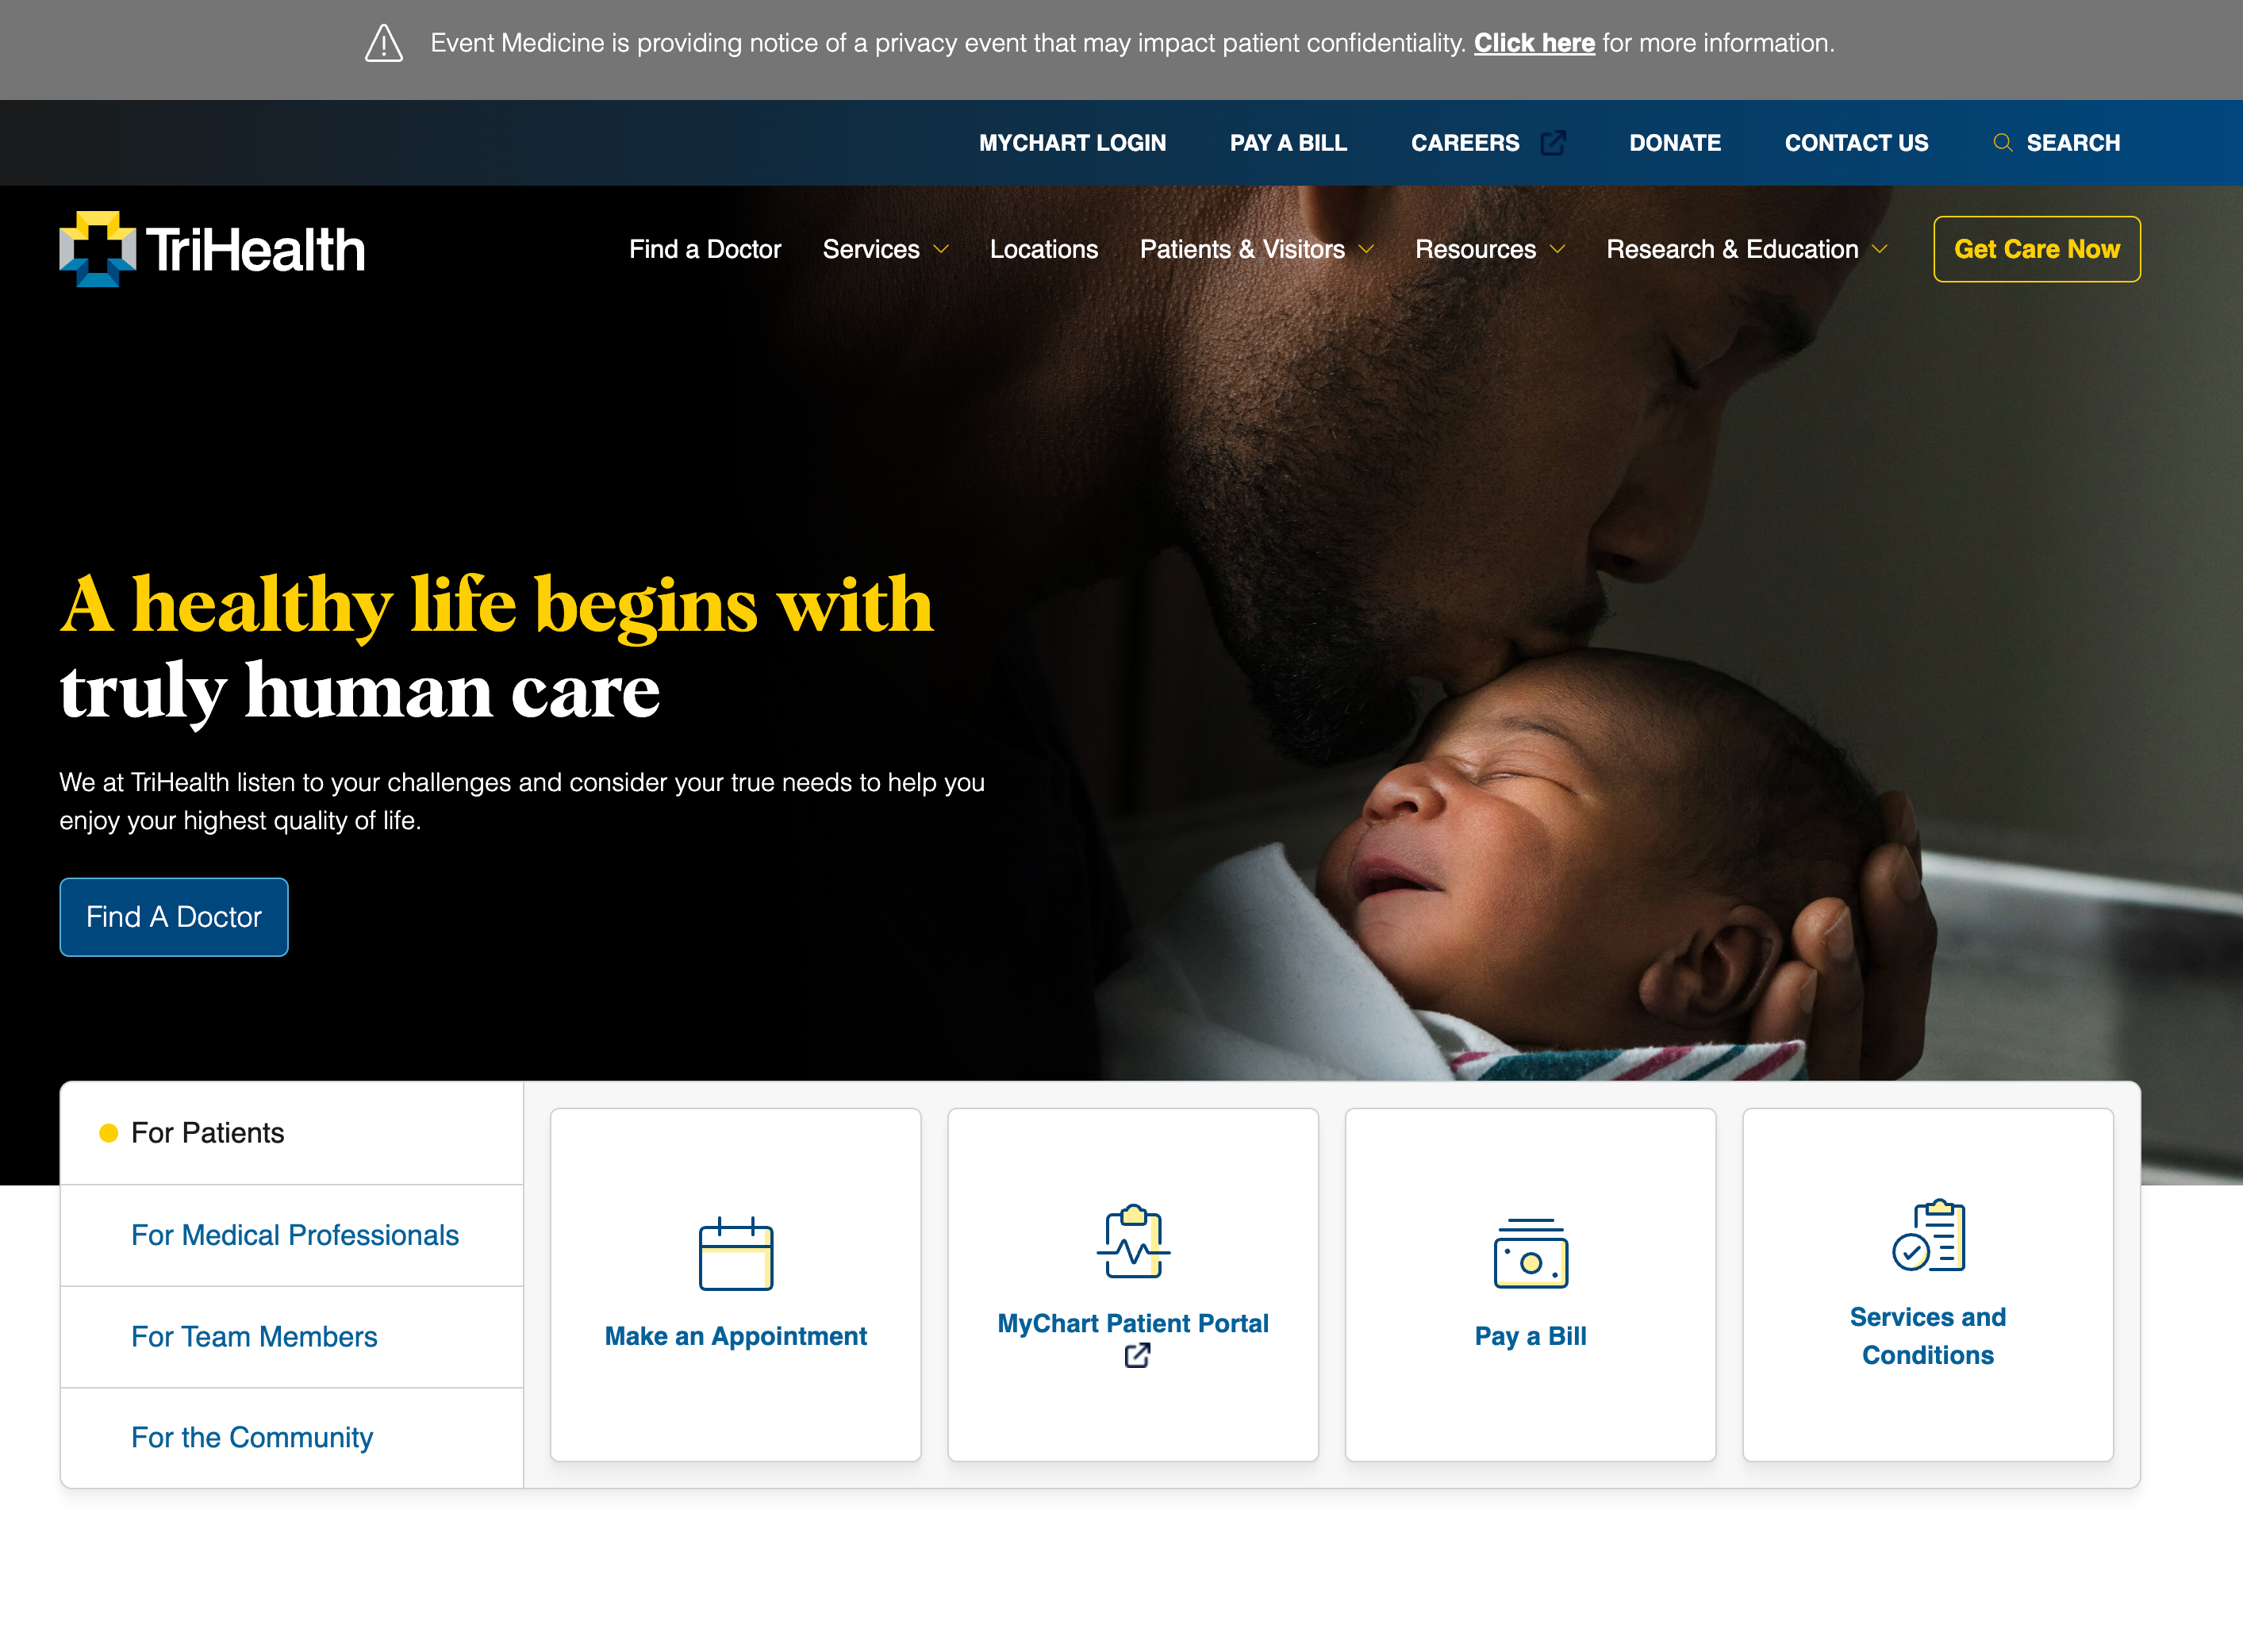 Event Medicine is providing notice of a privacy event that may impact patient confidentiality. Click here for more information.
MYCHART LOGIN PAY A BILL CAREERS DONATE CONTACT US SEARCH
TriHealth
Find a Doctor Services Locations Patients & Visitors Resources Research & Education Get Care Now
A healthy life begins with
truly human care
We at TriHealth listen to your challenges and consider your true needs to help you
enjoy your highest quality of life.
Find A Doctor
For Patients
For Medical Professionals
For Team Members
For the Community
Make an Appointment
MyChart Patient Portal
Pay a Bill
Services and
Conditions